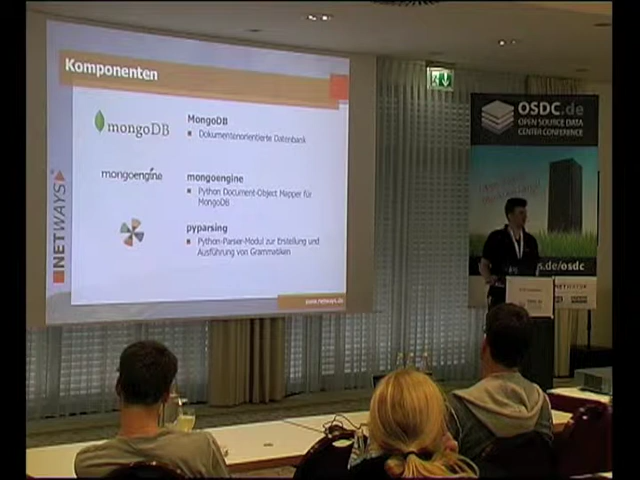 Komponenten
mongoDB
MongoDB
Dokumentenorientierte Datenbank
mongoengine
mongoengine
Python Document-Object Mapper für
MongoDB
pyparsing
Python-Parser-Modul zur Erstellung und
Ausführung von Grammatiken
NETWAYS
www.netways.de
OSDC.de
OPEN SOURCE DATA
CENTER CONFERENCE
s.de/osdc
NETWAYS